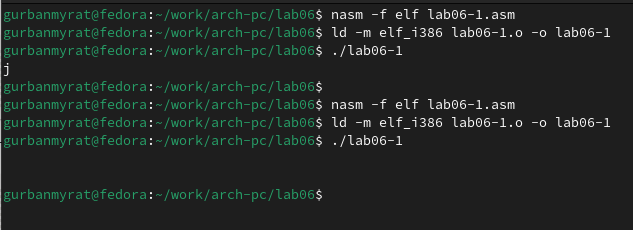 gurbanmyrat@fedora:~/work/arch-pc/lab06$ nasm -f elf lab06-1.asm
gurbanmyrat@fedora:~/work/arch-pc/lab06$ ld -m elf_i386 lab06-1.o -o lab06-1
gurbanmyrat@fedora:~/work/arch-pc/lab06$ ./lab06-1
j
gurbanmyrat@fedora:~/work/arch-pc/lab06$
gurbanmyrat@fedora:~/work/arch-pc/lab06$ nasm -f elf lab06-1.asm
gurbanmyrat@fedora:~/work/arch-pc/lab06$ ld -m elf_i386 lab06-1.o -o lab06-1
gurbanmyrat@fedora:~/work/arch-pc/lab06$ ./lab06-1
gurbanmyrat@fedora:~/work/arch-pc/lab06$